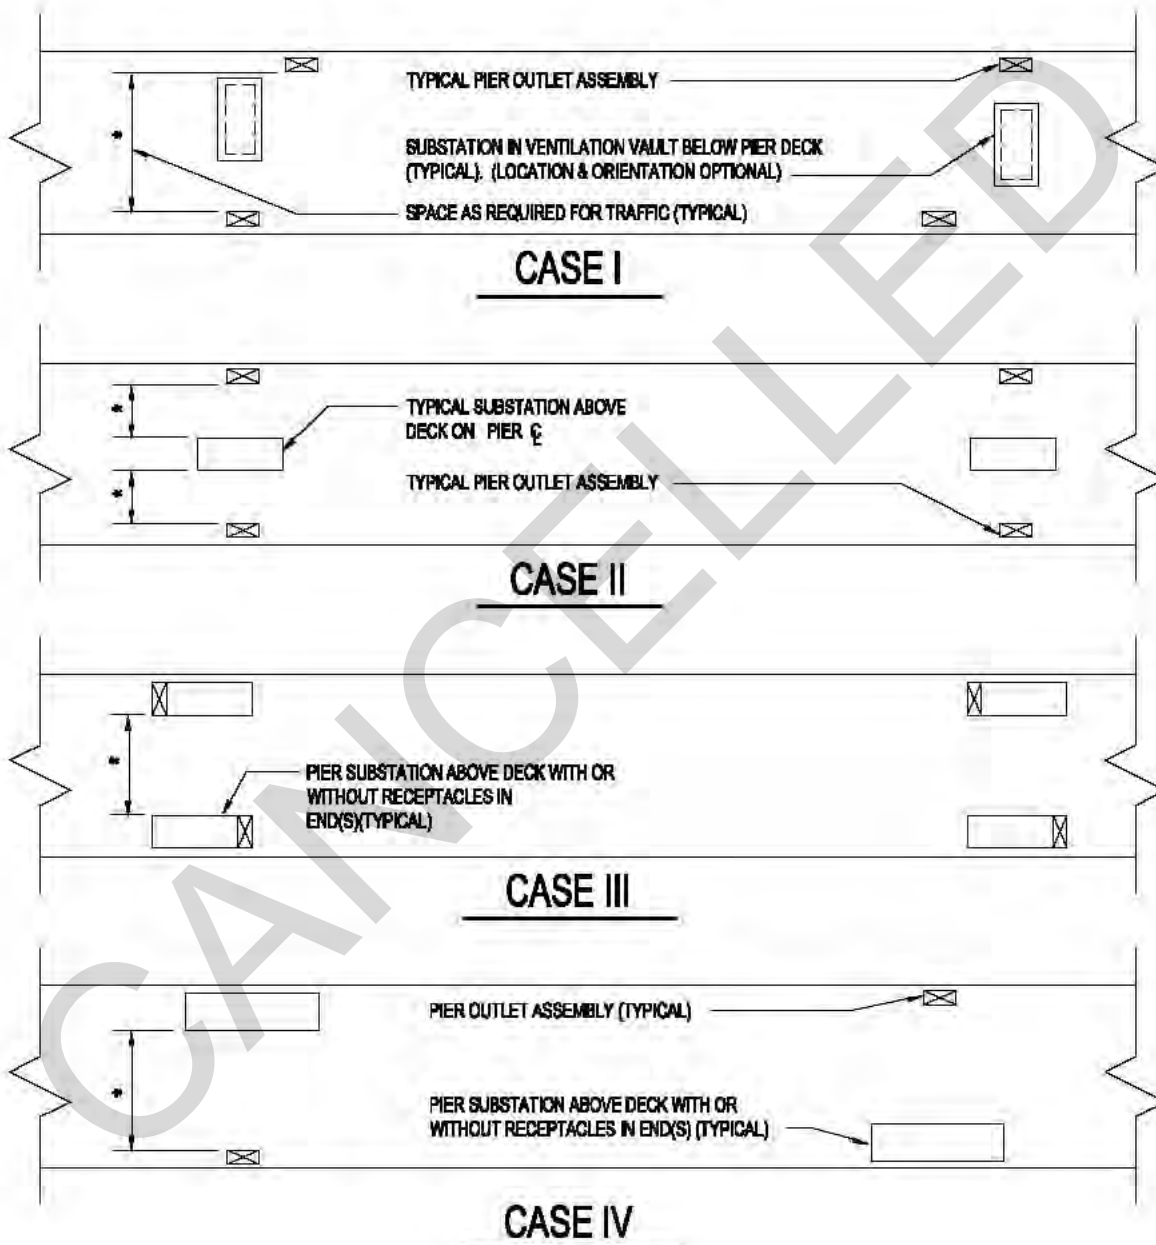 TYPICAL PIER OUTLET ASSEMBLY
*
SUBSTATION IN VENTILATION VAULT BELOW PIER DECK
(TYPICAL). (LOCATION & ORIENTATION OPTIONAL)
SPACE AS REQUIRED FOR TRAFFIC (TYPICAL)
CASE I
*
TYPICAL SUBSTATION ABOVE
DECK ON PIER ℄
*
TYPICAL PIER OUTLET ASSEMBLY
CASE II
*
PIER SUBSTATION ABOVE DECK WITH OR
WITHOUT RECEPTACLES IN
END(S)(TYPICAL)
CASE III
PIER OUTLET ASSEMBLY (TYPICAL)
*
PIER SUBSTATION ABOVE DECK WITH OR
WITHOUT RECEPTACLES IN END(S) (TYPICAL)
CASE IV
CANCELLED